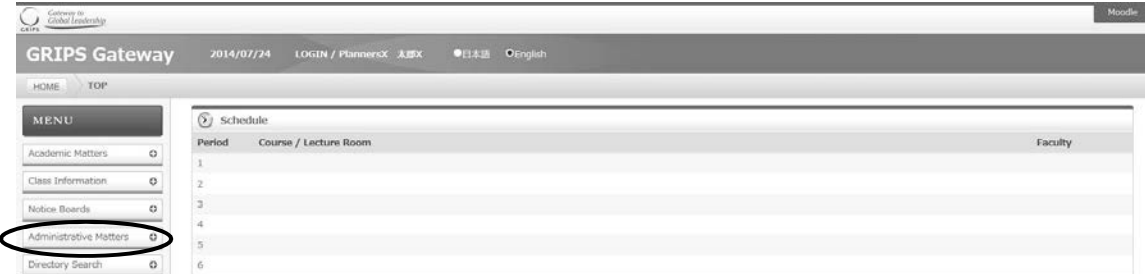 Gateway to
Global Leadership
GRIPS
Moodle
GRIPS Gateway 2014/07/24 LOGIN / PlannersX 太郎X 日本語 English
HOME TOP
MENU
Academic Matters
Class Information
Notice Boards
Administrative Matters
Directory Search
Schedule
Period Course / Lecture Room Faculty
1
2
3
4
5
6